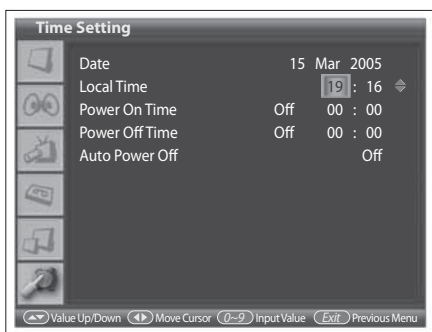 Time Setting
Date 15 Mar 2005
Local Time 19 : 16
Power On Time Off 00 : 00
Power Off Time Off 00 : 00
Auto Power Off Off
Value Up/Down Move Cursor 0~9 Input Value Exit Previous Menu